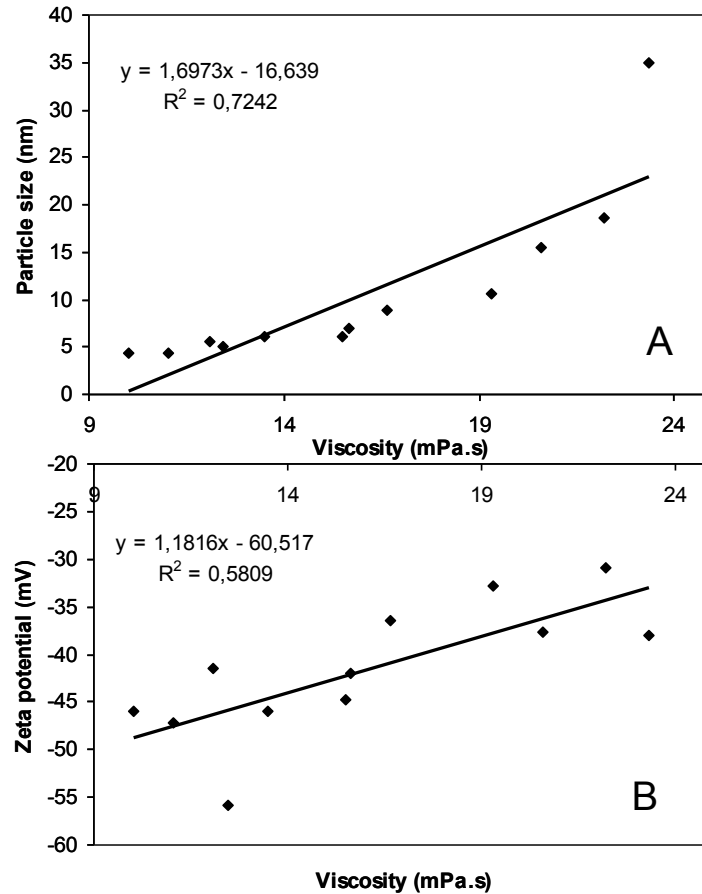 40
35
30
25
20
15
10
5
0
Particle size (nm)
y = 1,6973x - 16,639
R² = 0,7242
A
9 14 19 24
Viscosity (mPa.s)
-20
-25
-30
-35
-40
-45
-50
-55
-60
Zeta potential (mV)
9 14 19 24
y = 1,1816x - 60,517
R² = 0,5809
B
Viscosity (mPa.s)